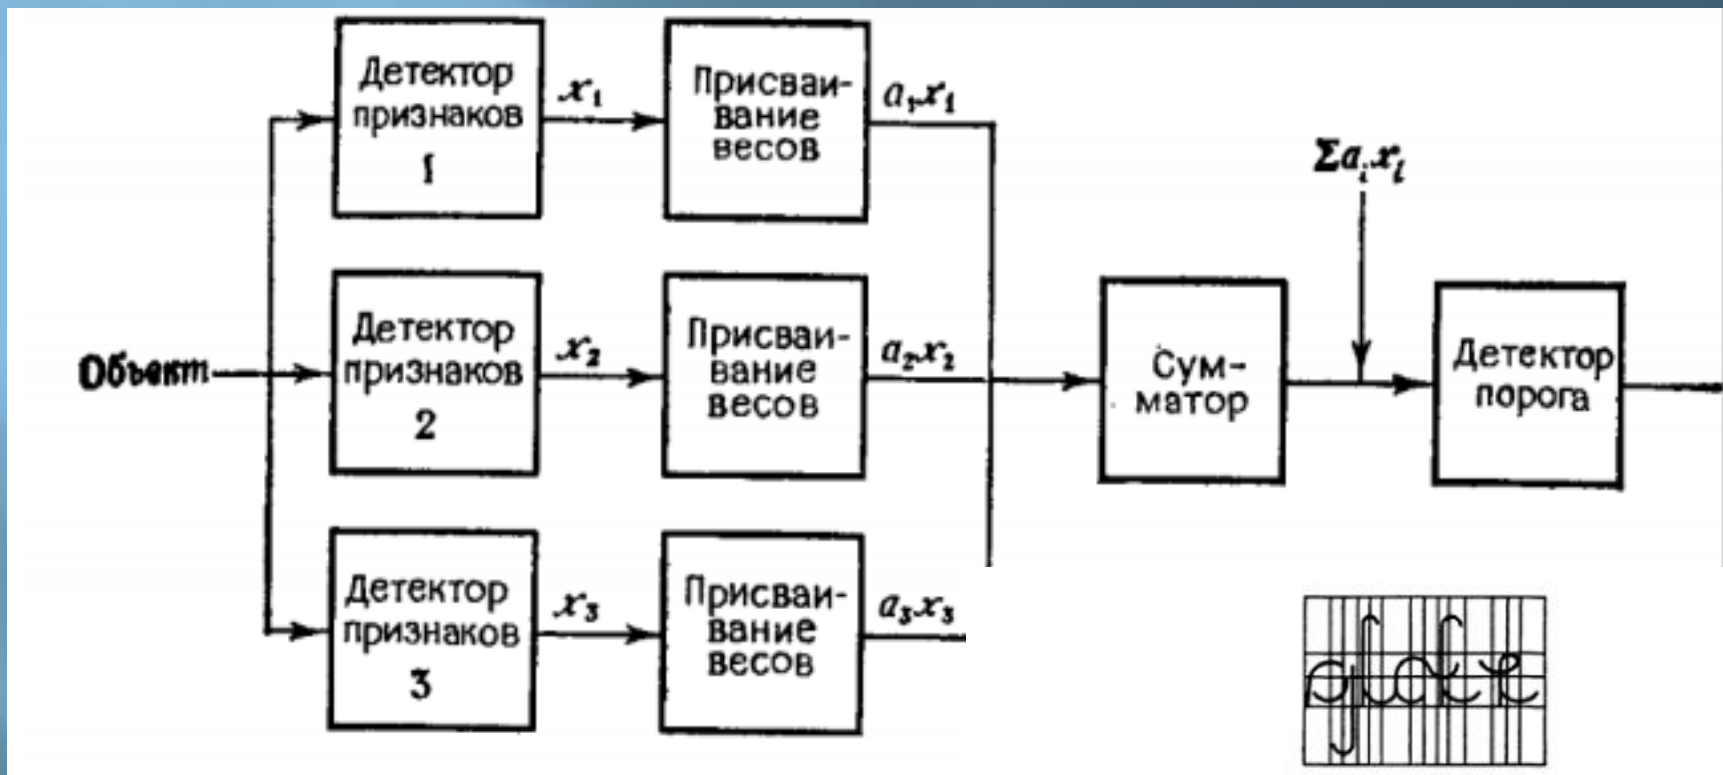 Детектор
признаков
1
x₁
Присваи-
вание
весов
a₁x₁
Σaᵢxᵢ
Объект
Детектор
признаков
2
x₂
Присваи-
вание
весов
a₂x₂
Сум-
матор
Детектор
порога
Детектор
признаков
3
x₃
Присваи-
вание
весов
a₃x₃